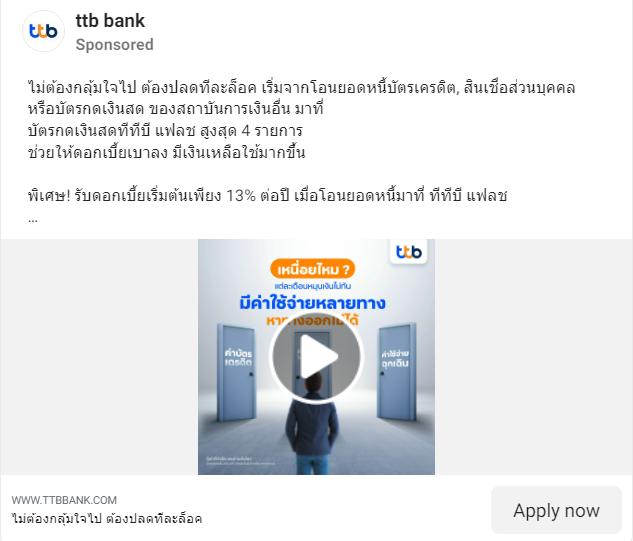 ttb bank
Sponsored
ttb
ไม่ต้องกลุ้มใจไป ต้องปลดทีละล็อค เริ่มจากโอนยอดหนี้บัตรเครดิต, สินเชื่อส่วนบุคคล
หรือบัตรกดเงินสด ของสถาบันการเงินอื่น มาที่
บัตรกดเงินสดทีทีบี แฟลช สูงสุด 4 รายการ
ช่วยให้ดอกเบี้ยเบาลง มีเงินเหลือใช้มากขึ้น
พิเศษ! รับดอกเบี้ยเริ่มต้นเพียง 13% ต่อปี เมื่อโอนยอดหนี้มาที่ ทีทีบี แฟลช
...
ttb
เหนื่อยไหม ?
แต่ละเดือนหมุนเงินไม่ทัน
มีค่าใช้จ่ายหลายทาง
หาทางออกไม่ได้
ค่าบัตร
เครดิต
ค่าใช้จ่าย
ฉุกเฉิน
WWW.TTBBANK.COM
ไม่ต้องกลุ้มใจไป ต้องปลดทีละล็อค
Apply now